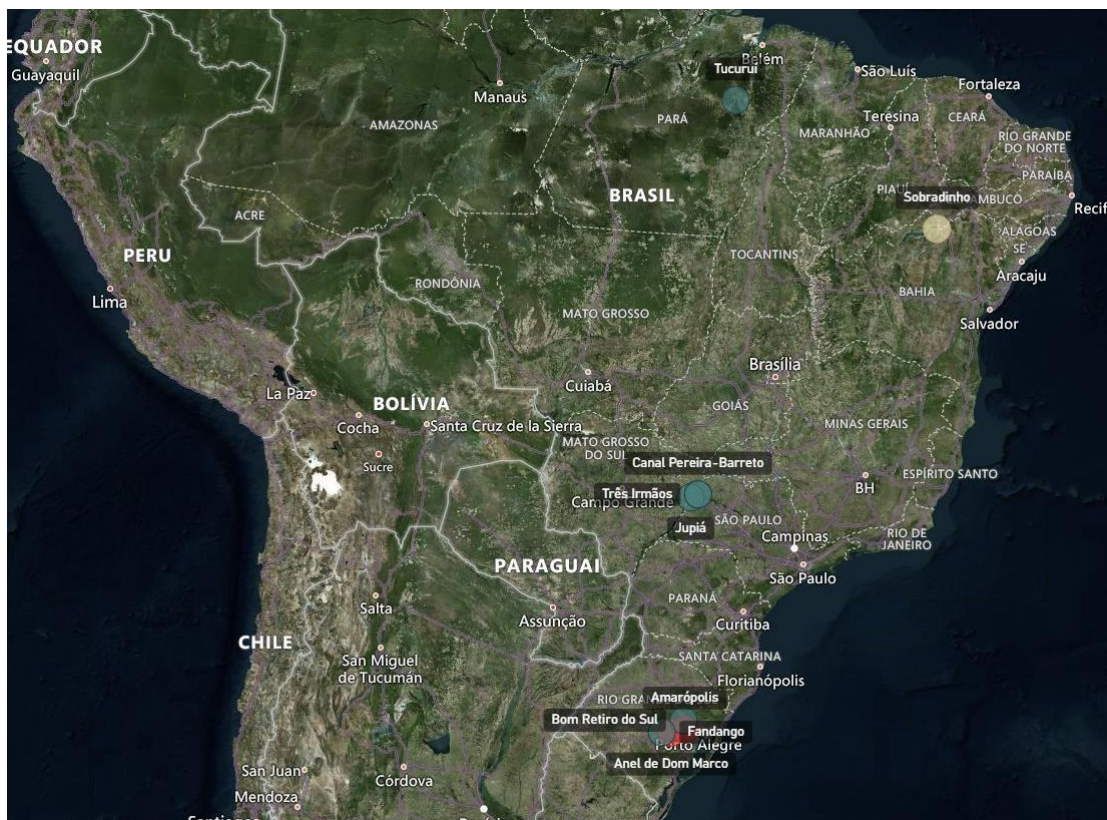 EQUADOR
Guayaquil
Manaus
Tucuruí
Belém
São Luís
Fortaleza
AMAZONAS
PARÁ
MARANHÃO
Teresina
CEARÁ
RIO GRANDE
DO NORTE
PARAÍBA
BRASIL
PIAUÍ
Sobradinho
AMBUCO
Recif
ACRE
ALAGOAS
SE
PERU
TOCANTINS
Aracaju
Lima
RONDÔNIA
BAHIA
MATO GROSSO
Salvador
Brasília
La Paz
Cuiabá
BOLÍVIA
GOIÁS
Cocha
Santa Cruz de la Sierra
MINAS GERAIS
MATO GROSSO
DO SUL
Sucre
Canal Pereira-Barreto
ESPÍRITO SANTO
BH
Três Irmãos
Campo Grande
Jupiá
SÃO PAULO
Campinas
RIO DE
JANEIRO
PARAGUAI
São Paulo
Salta
PARANÁ
Assunção
Curitiba
CHILE
San Miguel
de Tucumán
SANTA CATARINA
Florianópolis
RIO GRA
Amarópolis
Bom Retiro do Sul
Fandango
Porto Alegre
Anel de Dom Marco
San Juan
Córdova
Mendoza